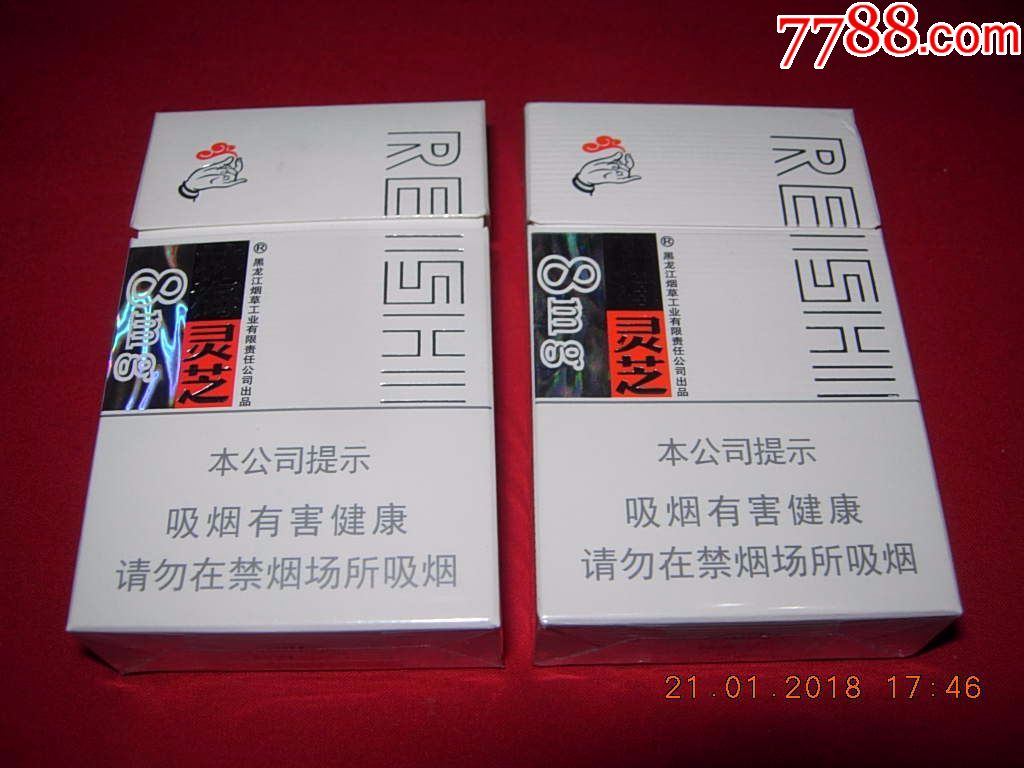 7788.com
REISHI
8mg
灵芝
®
黑龙江烟草工业有限责任公司出品
本公司提示
吸烟有害健康
请勿在禁烟场所吸烟
REISHI
8mg
灵芝
®
黑龙江烟草工业有限责任公司出品
本公司提示
吸烟有害健康
请勿在禁烟场所吸烟
21.01.2018 17:46